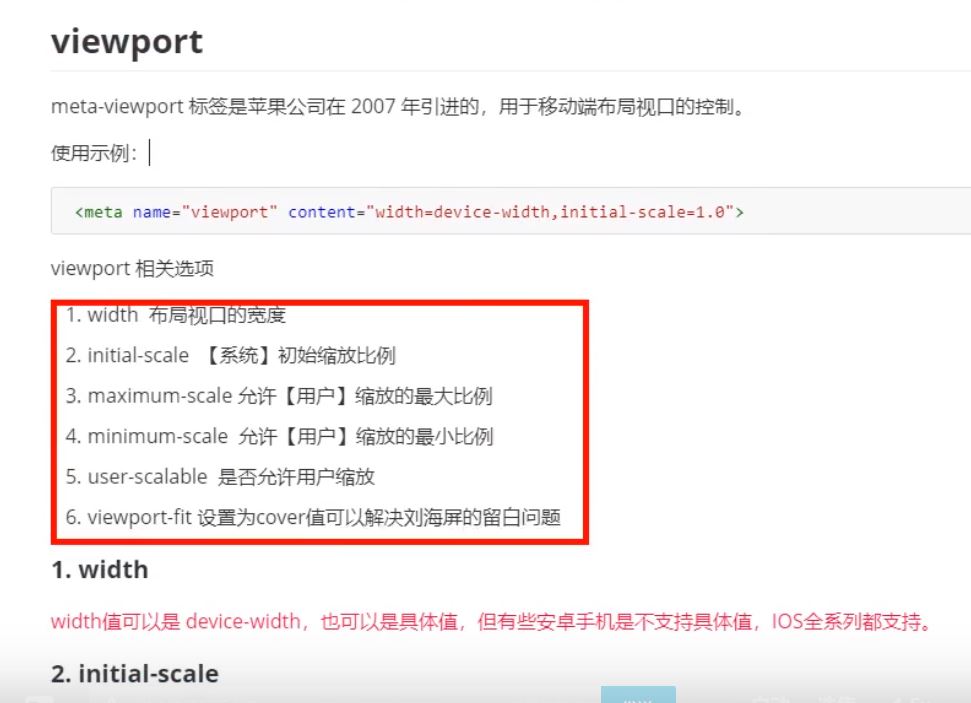 viewport
meta-viewport 标签是苹果公司在 2007 年引进的，用于移动端布局视口的控制。
使用示例：
<meta name="viewport" content="width=device-width,initial-scale=1.0">
viewport 相关选项
1. width 布局视口的宽度
2. initial-scale 【系统】初始缩放比例
3. maximum-scale 允许【用户】缩放的最大比例
4. minimum-scale 允许【用户】缩放的最小比例
5. user-scalable 是否允许用户缩放
6. viewport-fit 设置为cover值可以解决刘海屏的留白问题
1. width
width值可以是 device-width，也可以是具体值，但有些安卓手机是不支持具体值，IOS全系列都支持。
2. initial-scale